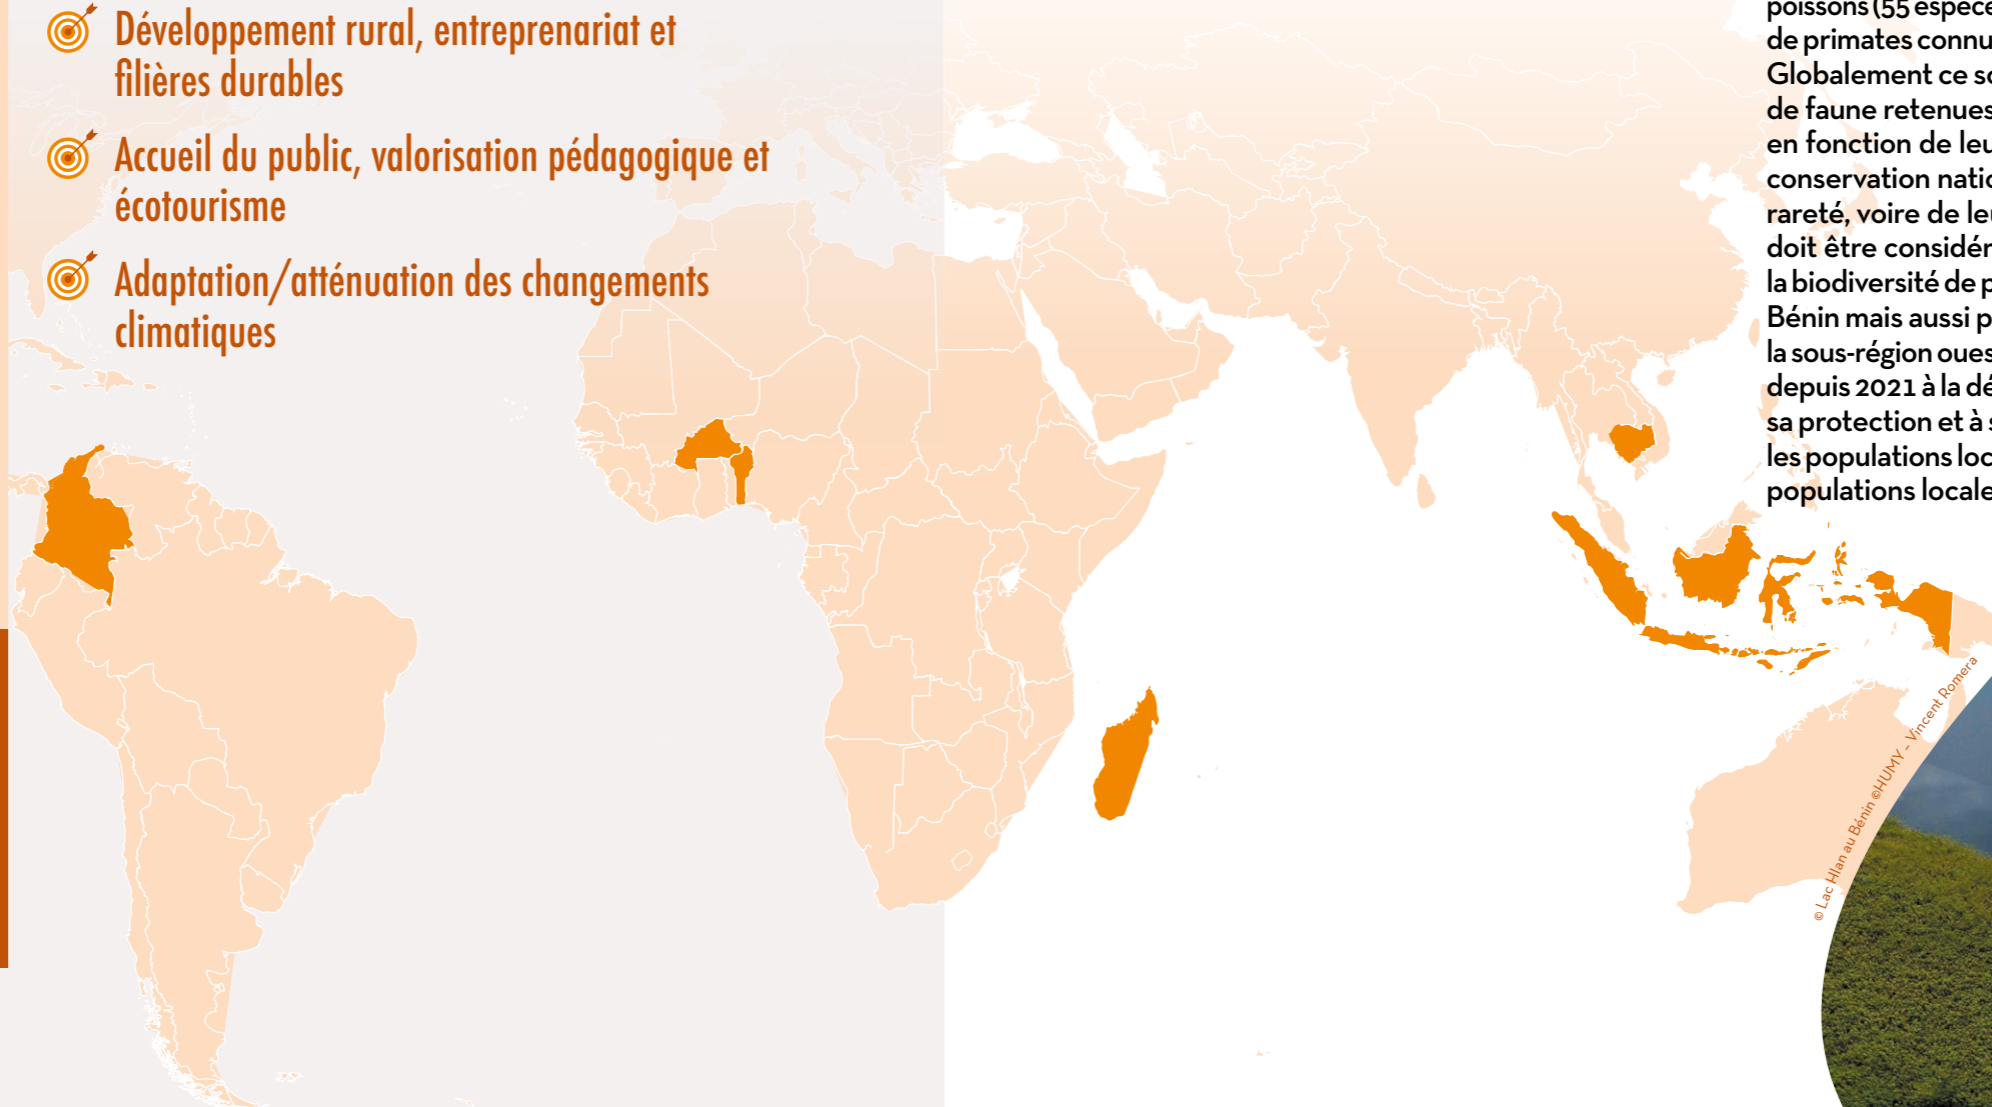 Développement rural, entreprenariat et
filières durables
Accueil du public, valorisation pédagogique et
écotourisme
Adaptation/atténuation des changements
climatiques
poissons (55 espèce
de primates connu
Globalement ce so
de faune retenues
en fonction de leu
conservation natio
rareté, voire de leu
doit être considér
la biodiversité de p
Bénin mais aussi p
la sous-région oues
depuis 2021 à la dé
sa protection et à s
les populations loc
populations locale
© Lac Hlan au Bénin ©HUMY - Vincent Romera